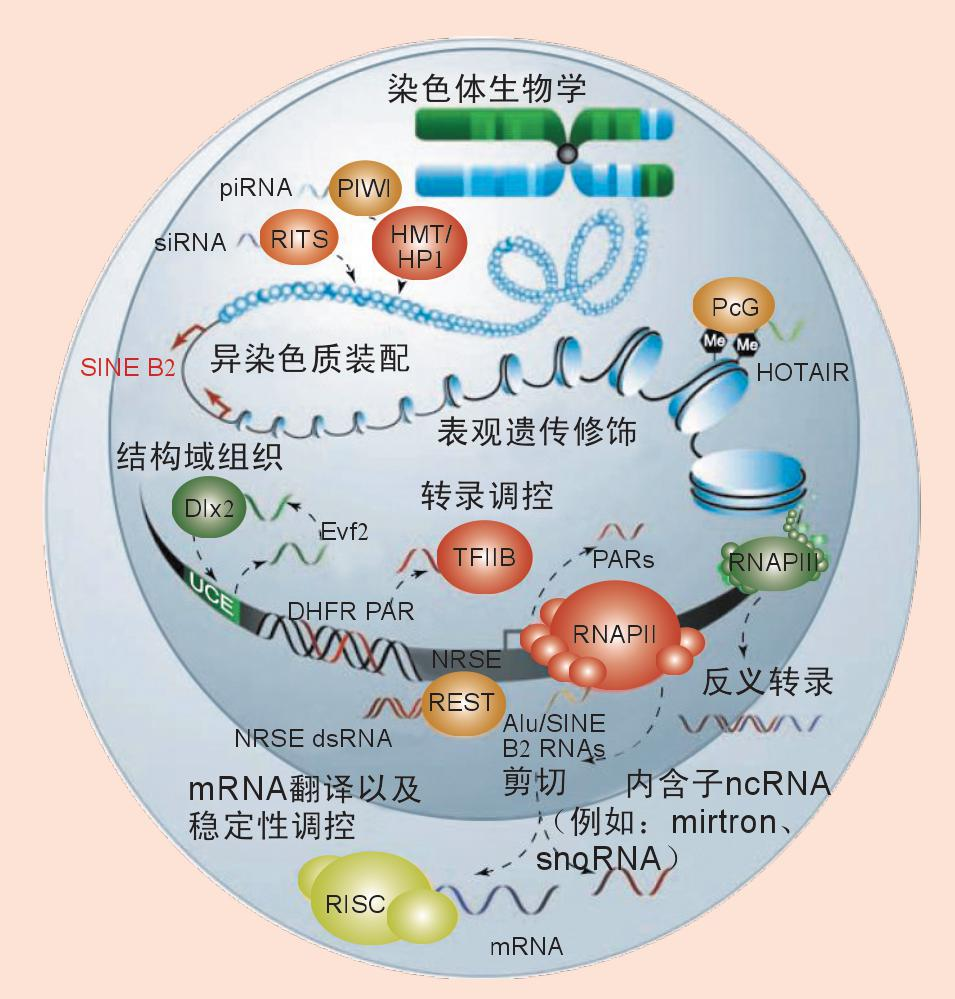 染色体生物学
piRNA
PIWI
siRNA
RITS
HMT/
HP1
PcG
Me
Me
HOTAIR
SINE B2
异染色质装配
表观遗传修饰
结构域组织
Dlx2
Evf2
转录调控
TFIIB
PARs
RNAPIII
UCE
DHFR PAR
RNAPII
NRSE
REST
反义转录
NRSE dsRNA
Alu/SINE
B2 RNAs
剪切
内含子ncRNA
（例如：mirtron、
snoRNA）
mRNA翻译以及
稳定性调控
RISC
mRNA